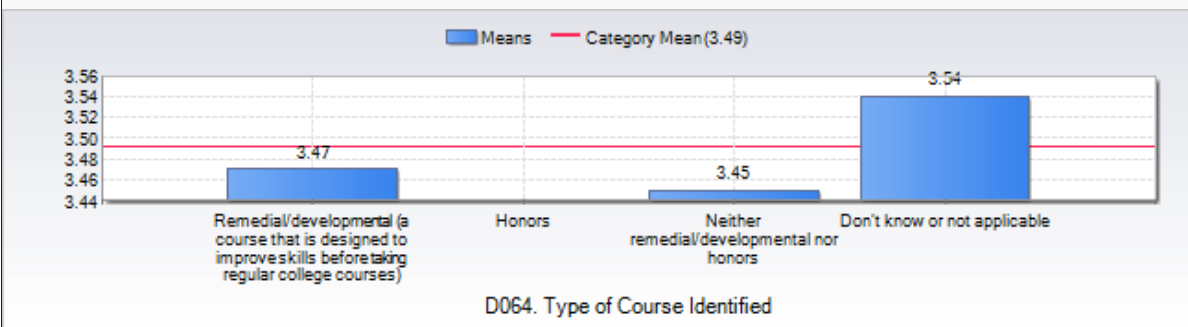 Means Category Mean (3.49)
3.56
3.54
3.52
3.50
3.48
3.46
3.44
3.47
3.45
3.54
Remedial/developmental (a
course that is designed to
improve skills before taking
regular college courses)
Honors
Neither
remedial/developmental nor
honors
Don't know or not applicable
D064. Type of Course Identified